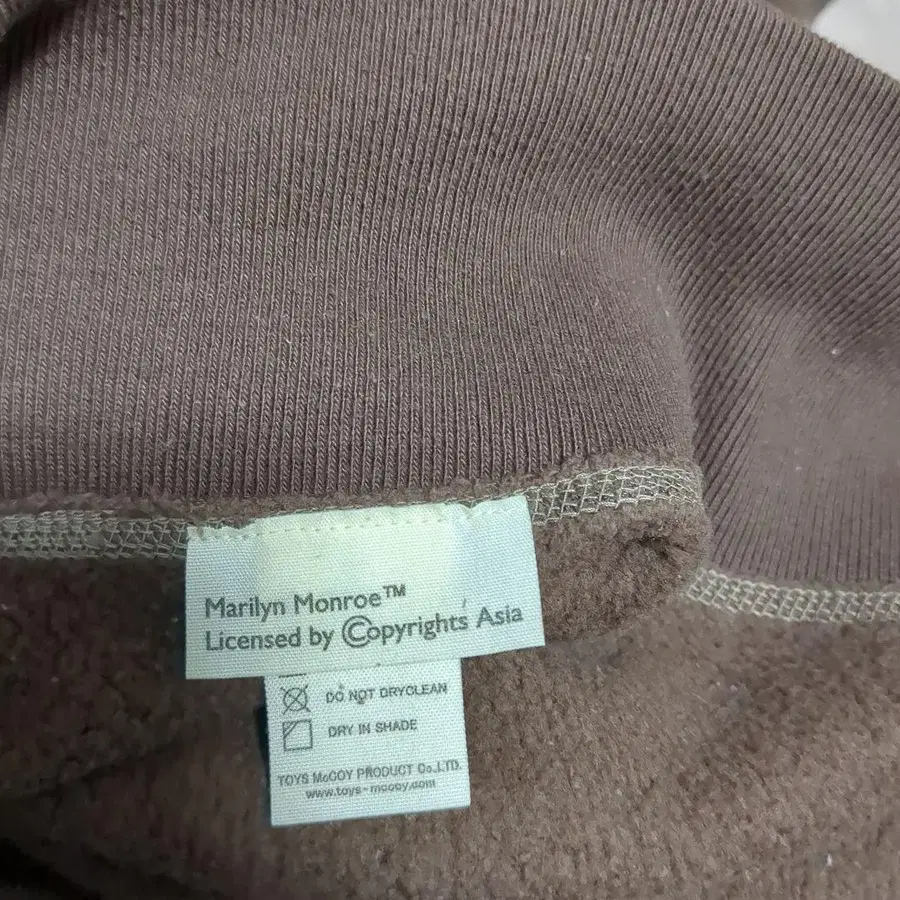 Marilyn Monroe™
Licensed by Ⓒopyrights Asia
DO NOT DRYCLEAN
DRY IN SHADE
TOYS McCOY PRODUCT Co.,LTD.
www.toys-mccoy.com